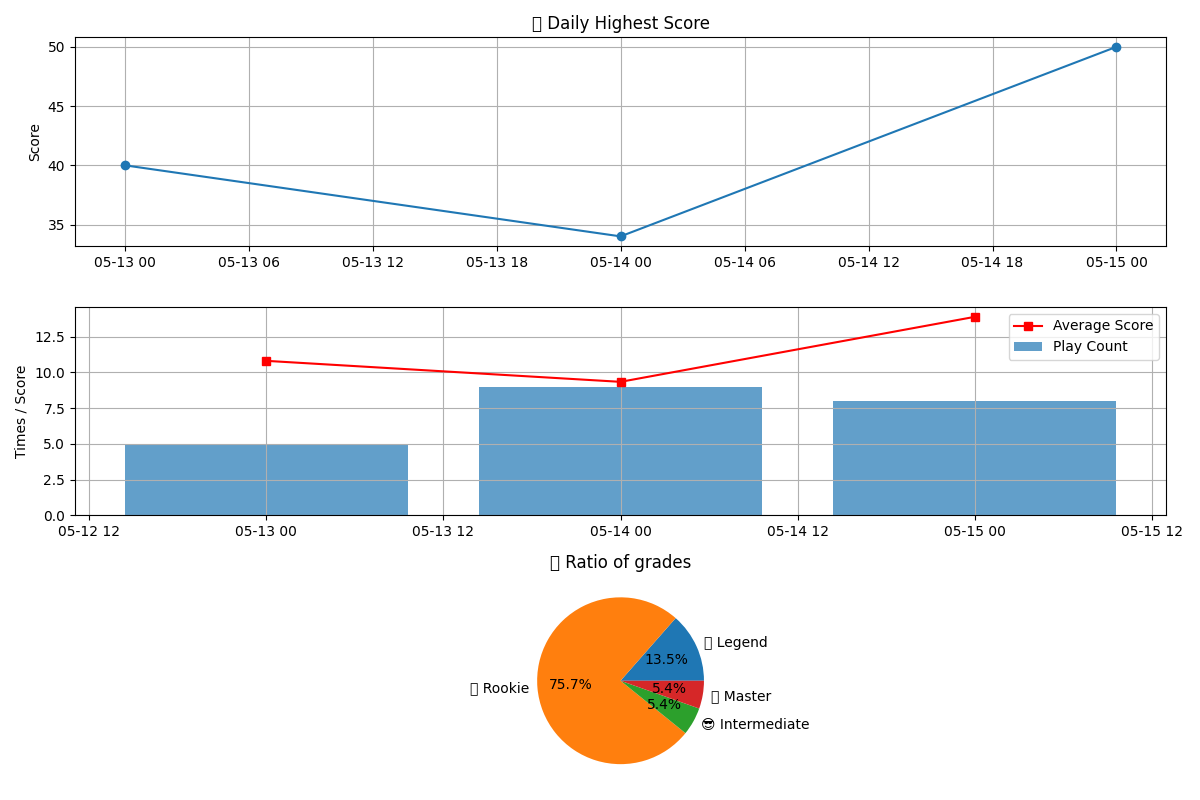 Daily Highest Score
Score
50
45
40
35
05-13 00 05-13 06 05-13 12 05-13 18 05-14 00 05-14 06 05-14 12 05-14 18 05-15 00
Times / Score
12.5
10.0
7.5
5.0
2.5
0.0
Average Score
Play Count
05-12 12 05-13 00 05-13 12 05-14 00 05-14 12 05-15 00 05-15 12
Ratio of grades
Legend
13.5%
Rookie
75.7%
5.4%
Master
5.4%
😎 Intermediate